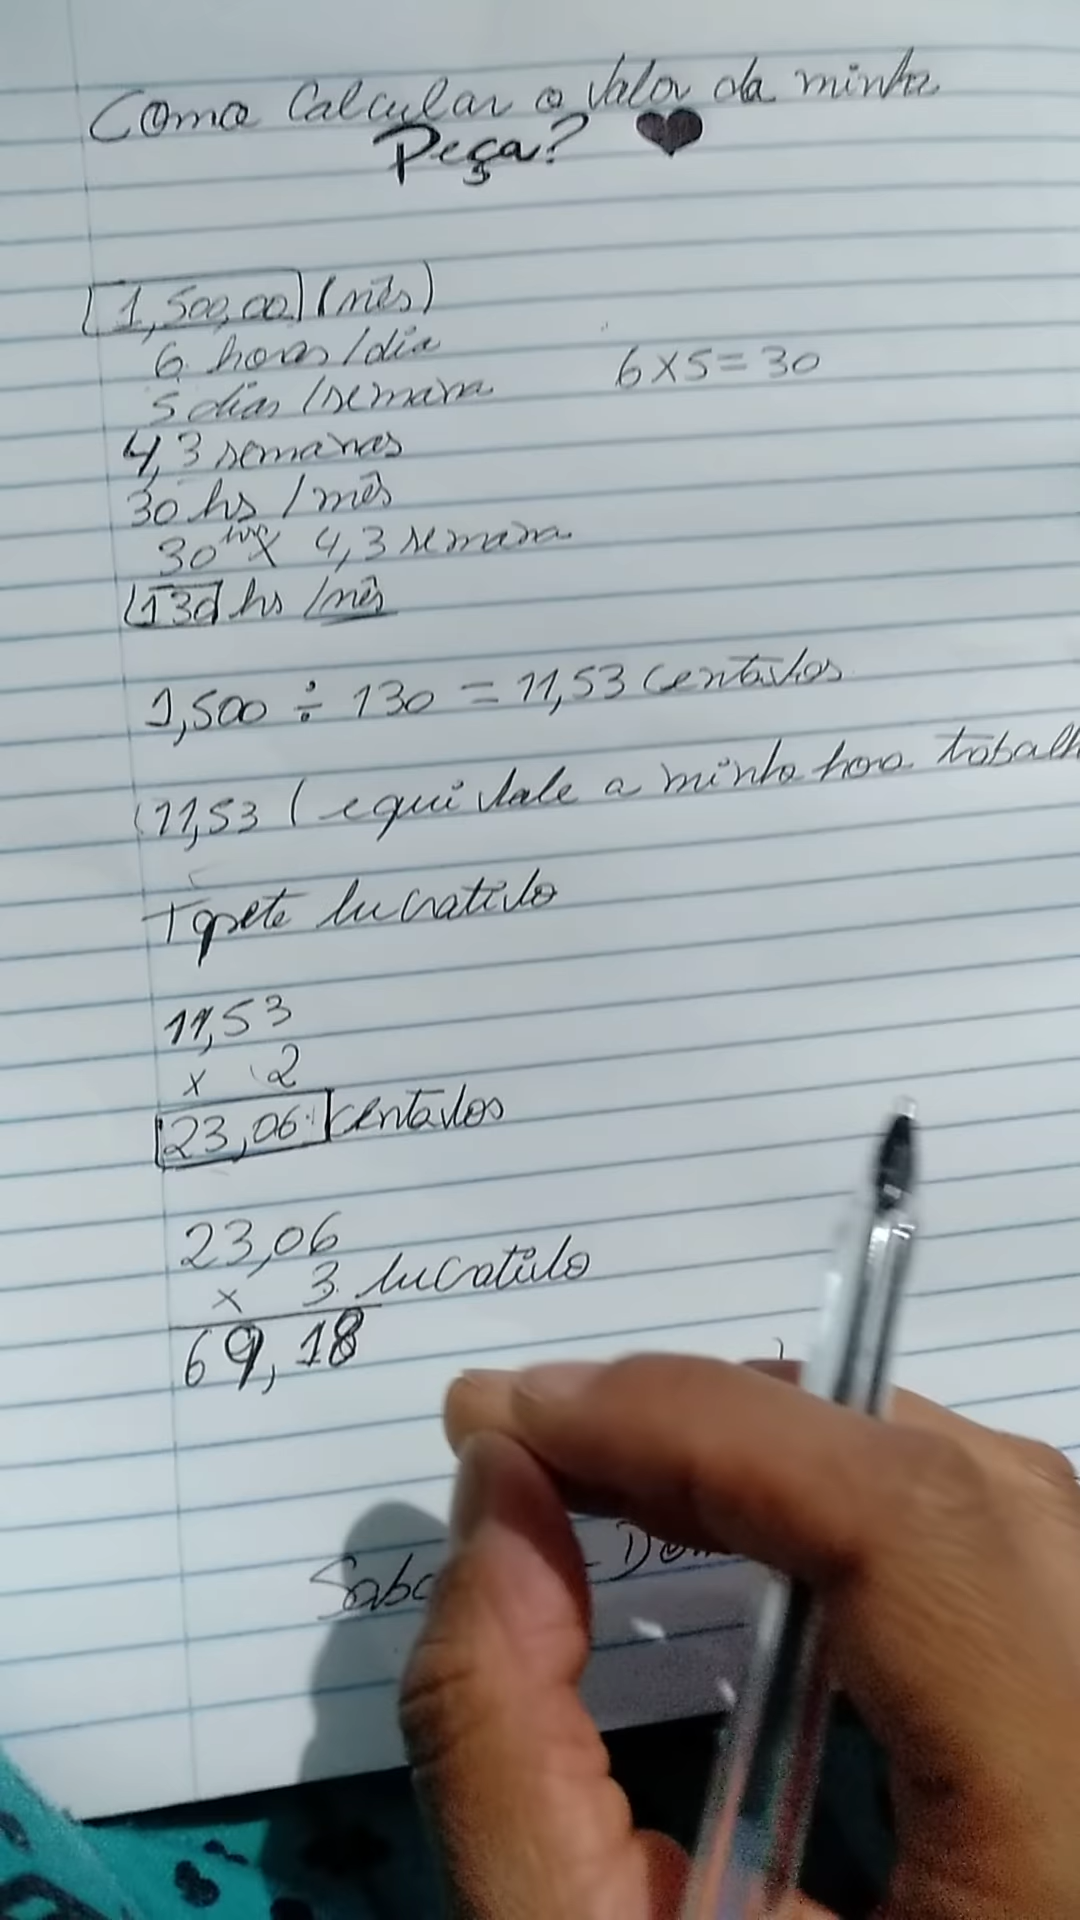 Como Calcular o valor da minha
Peça? ♥
1,500,00 (mês)
6 horas/dia
6x5=30
5 dias/semana
4,3 semanas
30 hs/mês
30 x 4,3 semana
130 hs/mês
1,500 ÷ 130 = 11,53 centavos
11,53 (equivale a minha hora trabalh
Tapete lucrativo
11,53
x 2
23,06 centavos
23,06
x 3 lucrativo
69,18